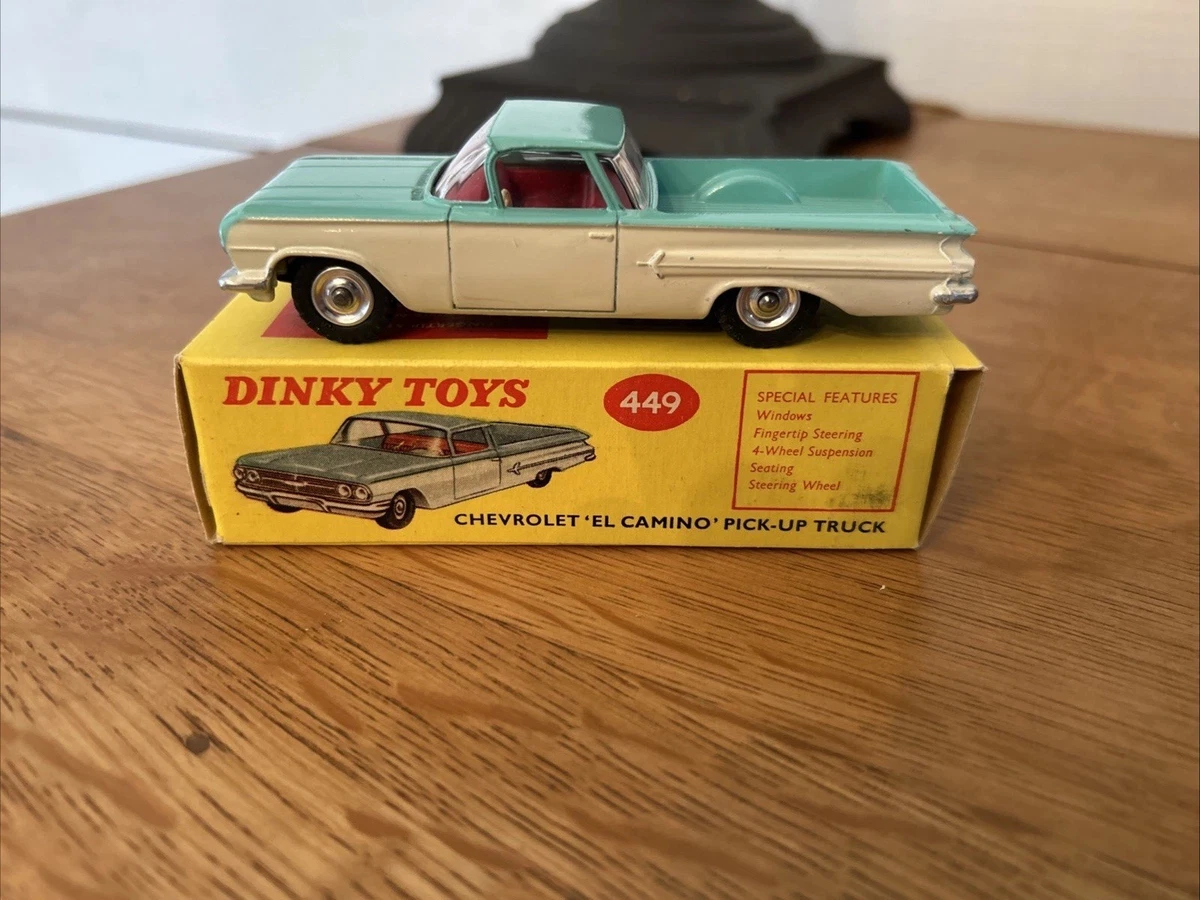 DINKY TOYS
449
SPECIAL FEATURES
Windows
Fingertip Steering
4-Wheel Suspension
Seating
Steering Wheel
CHEVROLET ‘EL CAMINO’ PICK-UP TRUCK